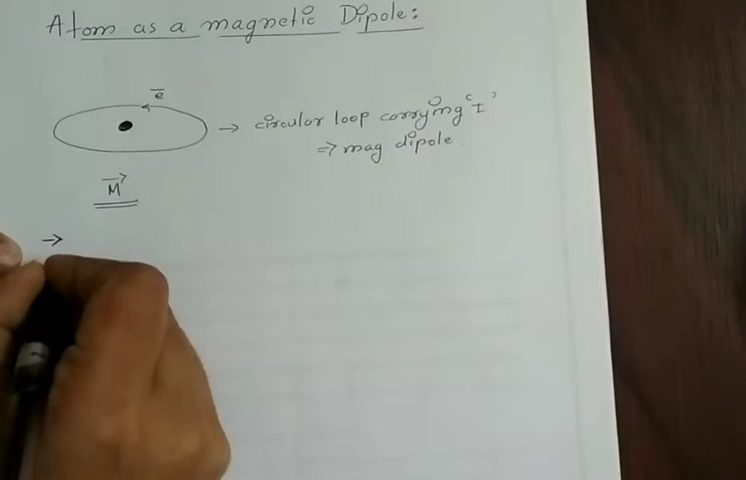 Atom as a magnetic Dipole:
e̅
→ circular loop carrying 'I'
⇒ mag dipole.
M⃗
→